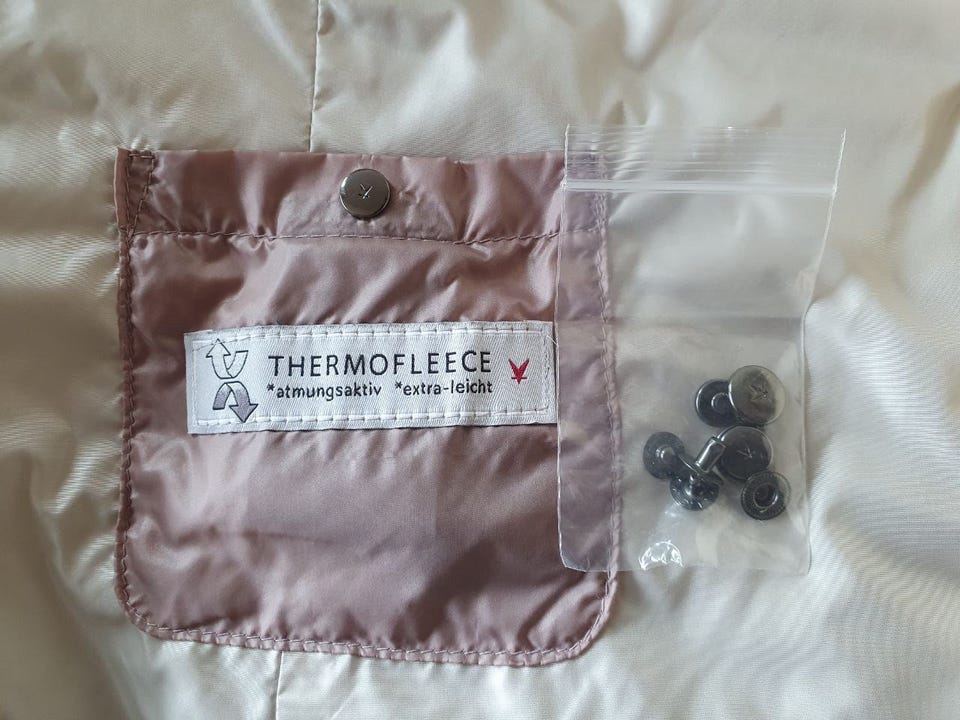 THERMOFLEECE
*atmungsaktiv *extra-leicht